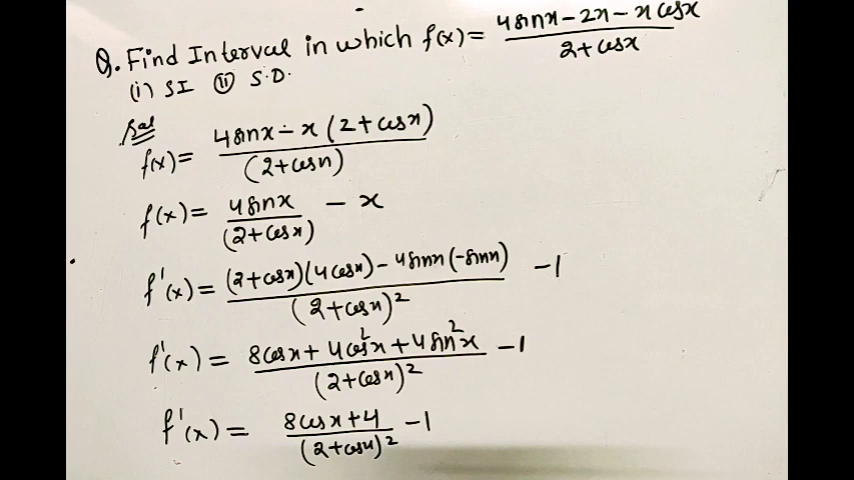 Q. Find Interval in which f(x) = (4sinx - 2x - x cosx)/(2+cosx)
(i) SI (ii) S.D.
Sol
f(x) = (4sinx - x(2+cosx))/(2+cosx)
f(x) = 4sinx/(2+cosx) - x
f'(x) = ((2+cosx)(4cosx) - 4sinx(-sinx))/(2+cosx)² - 1
f'(x) = (8cosx + 4cos²x + 4sin²x)/(2+cosx)² - 1
f'(x) = (8cosx+4)/(2+cosx)² - 1